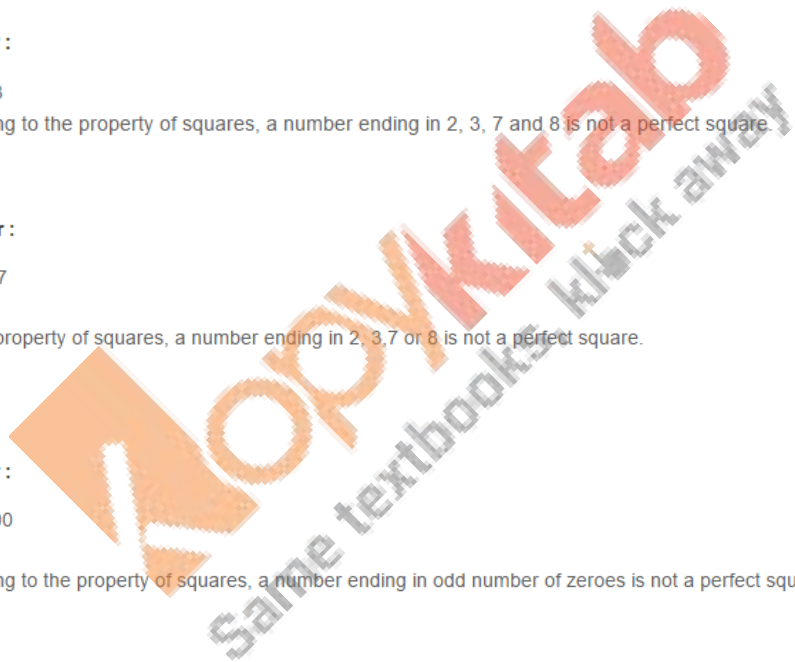 :
ng to the property of squares, a number ending in 2, 3, 7 and 8 is not a perfect square.
r :
7
property of squares, a number ending in 2, 3,7 or 8 is not a perfect square.
:
00
ng to the property of squares, a number ending in odd number of zeroes is not a perfect squ
kopykitab
Same textbooks, klick away